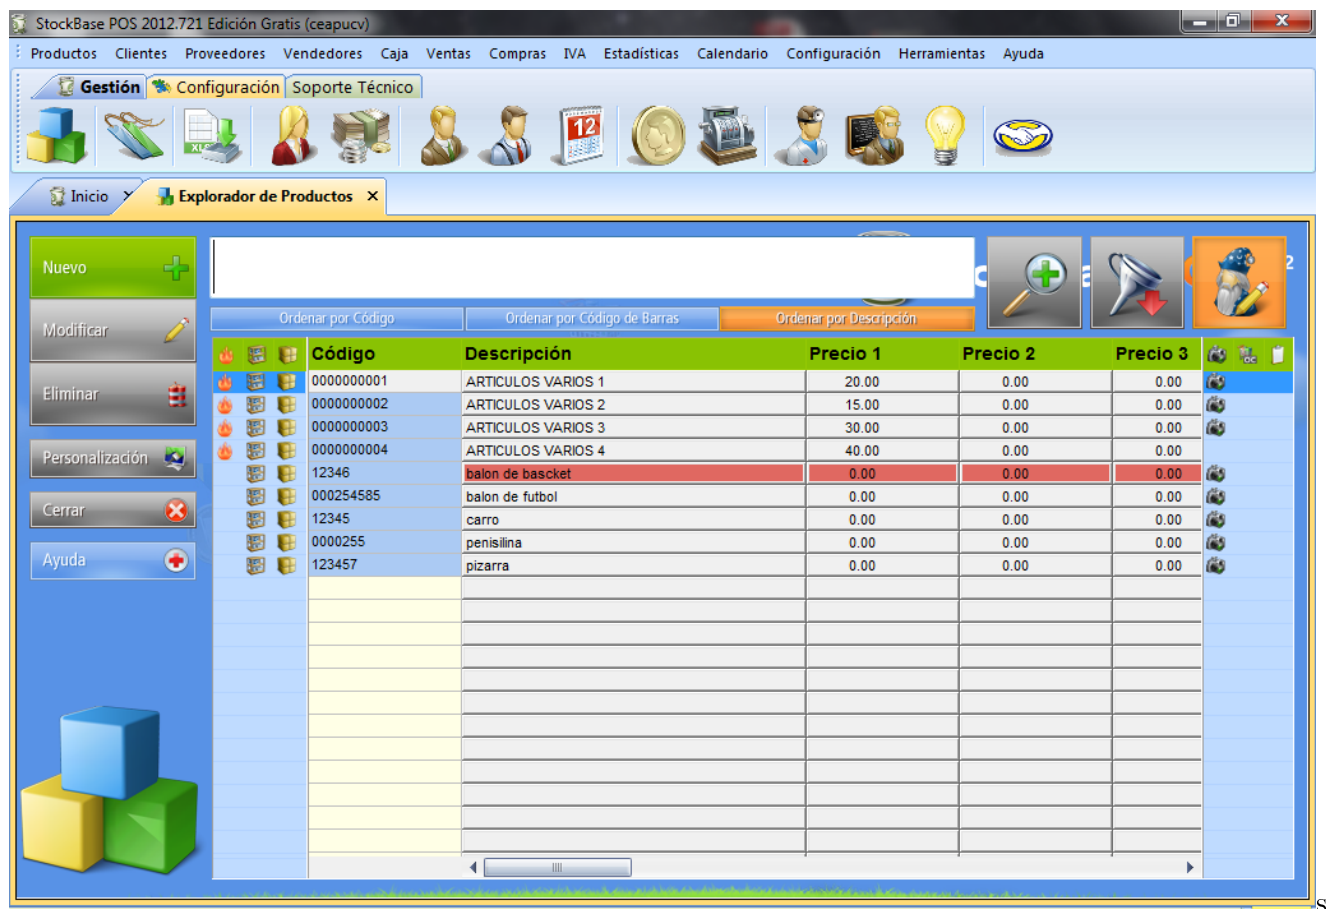 StockBase POS 2012.721 Edición Gratis (ceapucv)
Productos Clientes Proveedores Vendedores Caja Ventas Compras IVA Estadísticas Calendario Configuración Herramientas Ayuda
Gestión Configuración Soporte Técnico
12
Inicio x Explorador de Productos x
Nuevo
2
Modificar
Ordenar por Código Ordenar por Código de Barras Ordenar por Descripción
Código Descripción Precio 1 Precio 2 Precio 3
0000000001 ARTICULOS VARIOS 1 20.00 0.00 0.00
Eliminar
0000000002 ARTICULOS VARIOS 2 15.00 0.00 0.00
0000000003 ARTICULOS VARIOS 3 30.00 0.00 0.00
0000000004 ARTICULOS VARIOS 4 40.00 0.00 0.00
Personalización
12346 balon de bascket 0.00 0.00 0.00
000254585 balon de futbol 0.00 0.00 0.00
Cerrar
12345 carro 0.00 0.00 0.00
0000255 penisilina 0.00 0.00 0.00
Ayuda
123457 pizarra 0.00 0.00 0.00
s